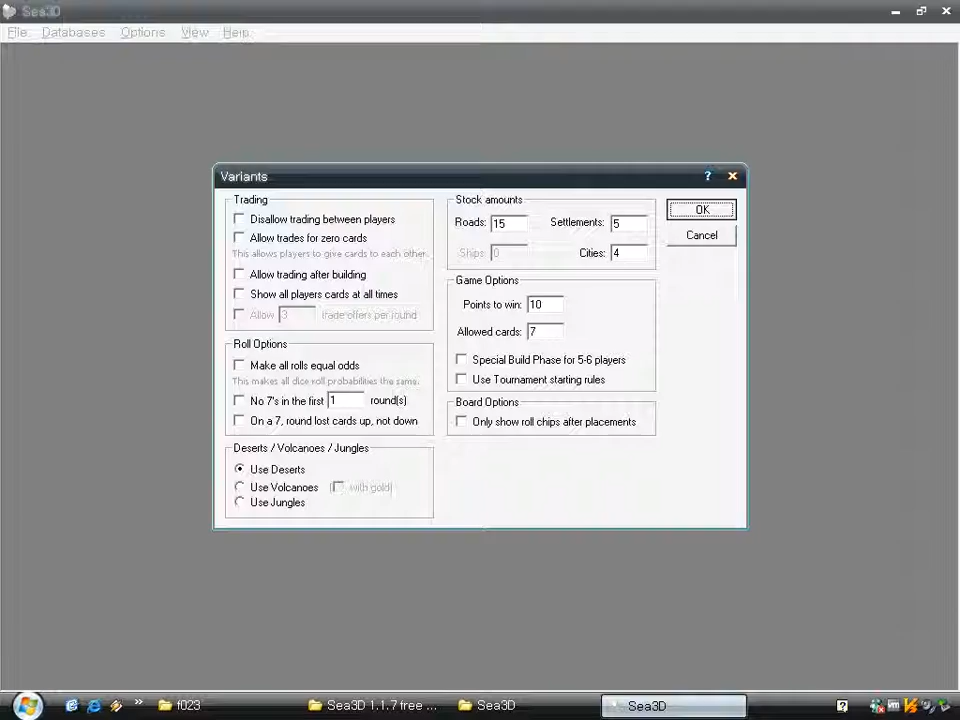 Sea3D
File Databases Options View Help
Variants
Trading
Disallow trading between players
Allow trades for zero cards
This allows players to give cards to each other.
Allow trading after building
Show all players cards at all times
Allow 3 trade offers per round
Roll Options
Make all rolls equal odds
This makes all dice roll probabilities the same.
No 7's in the first 1 round(s)
On a 7, round lost cards up, not down
Deserts / Volcanoes / Jungles
Use Deserts
Use Volcanoes with gold
Use Jungles
Stock amounts
Roads: 15 Settlements: 5
Ships: 0 Cities: 4
Game Options
Points to win: 10
Allowed cards: 7
Special Build Phase for 5-6 players
Use Tournament starting rules
Board Options
Only show roll chips after placements
OK
Cancel
f023 Sea3D 1.1.7 free ... Sea3D Sea3D